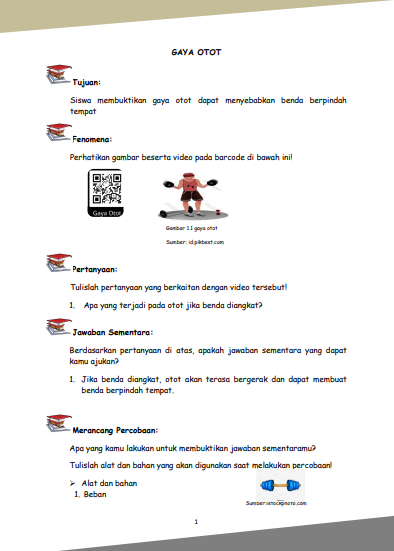 GAYA OTOT
Tujuan:
Siswa membuktikan gaya otot dapat menyebabkan benda berpindah
tempat
Fenomena:
Perhatikan gambar beserta video pada barcode di bawah ini!
Gaya Otot
Gambar 1.1 gaya otot
Sumber: id.pikbest.com
Pertanyaan:
Tulislah pertanyaan yang berkaitan dengan video tersebut!
1. Apa yang terjadi pada otot jika benda diangkat?
Jawaban Sementara:
Berdasarkan pertanyaan di atas, apakah jawaban sementara yang dapat
kamu ajukan?
1. Jika benda diangkat, otot akan terasa bergerak dan dapat membuat
benda berpindah tempat.
Merancang Percobaan:
Apa yang kamu lakukan untuk membuktikan jawaban sementaramu?
Tulislah alat dan bahan yang akan digunakan saat melakukan percobaan!
➢ Alat dan bahan
1. Beban
Sumber:istockphoto.com
1